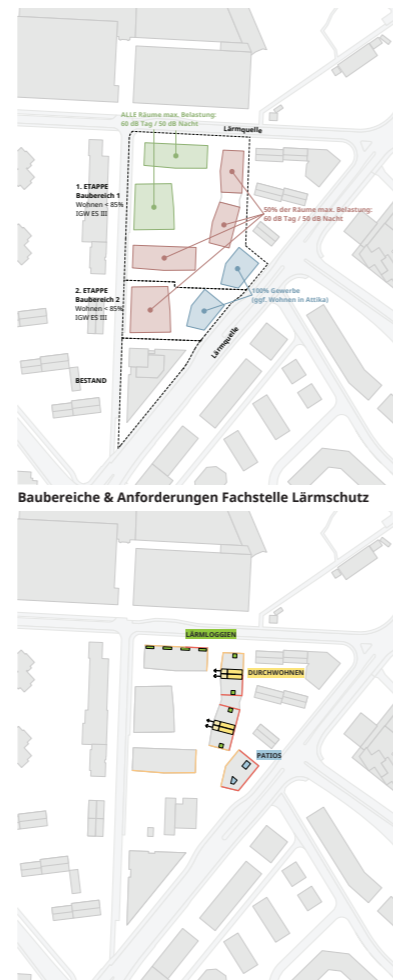 ALLE Räume max. Belastung:
60 dB Tag / 50 dB Nacht
Lärmquelle
1. ETAPPE
Baubereich 1
Wohnen < 85%
IGW ES III
50% der Räume max. Belastung:
60 dB Tag / 50 dB Nacht
2. ETAPPE
Baubereich 2
Wohnen < 85%
IGW ES III
100% Gewerbe
(ggf. Wohnen in Attika)
Lärmquelle
BESTAND
Baubereiche & Anforderungen Fachstelle Lärmschutz
LÄRMLOGGIEN
DURCHWOHNEN
PATIOS